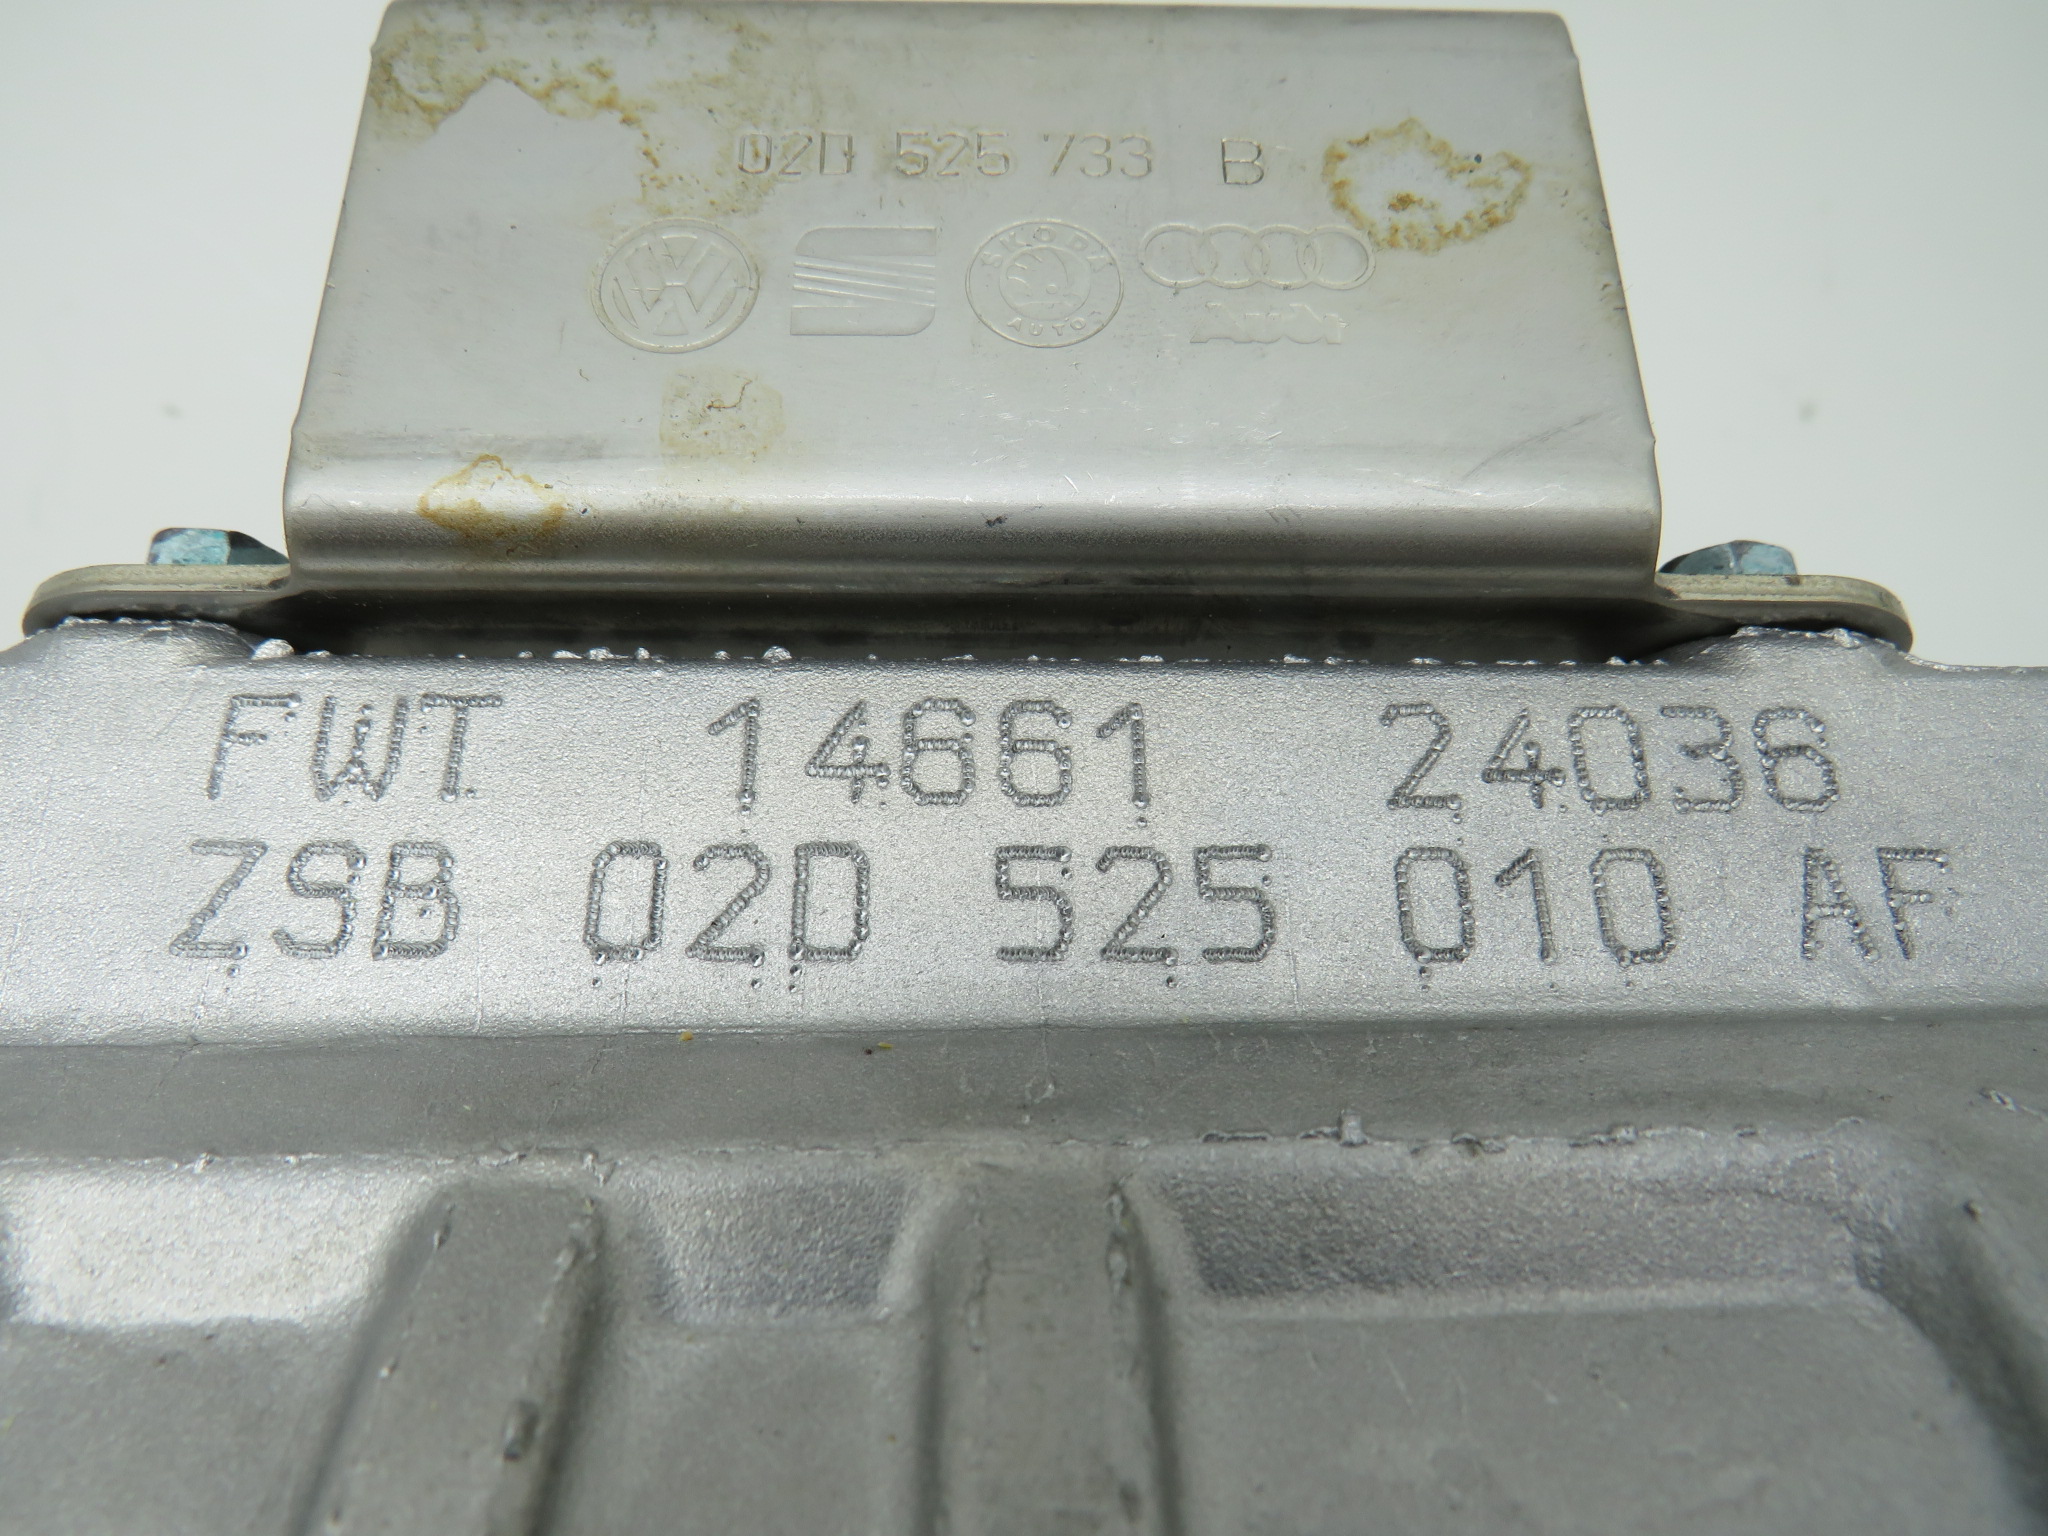 02D 525 733 B
SKODA
AUTO
Audi
FWT 14661 24036
ZSB 02D 525 010 AF